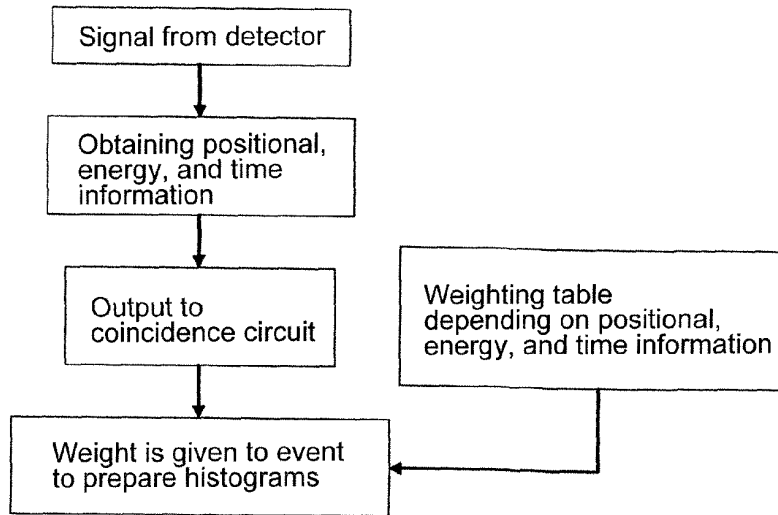 Signal from detector
Obtaining positional,
energy, and time
information
Output to
coincidence circuit
Weighting table
depending on positional,
energy, and time information
Weight is given to event
to prepare histograms